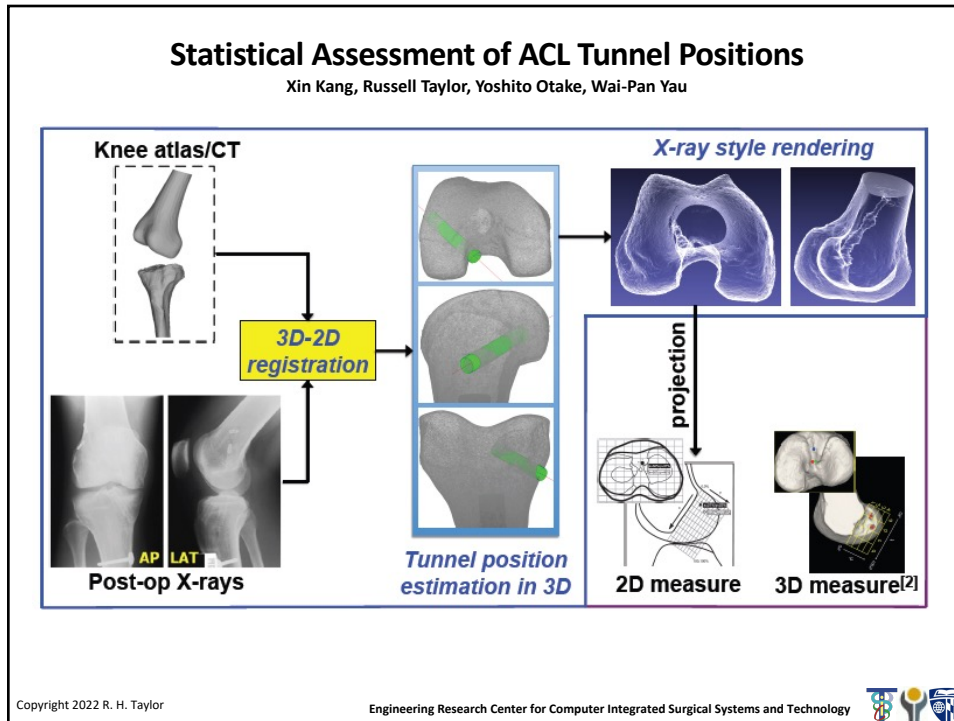 Statistical Assessment of ACL Tunnel Positions
Xin Kang, Russell Taylor, Yoshito Otake, Wai-Pan Yau
Knee atlas/CT
X-ray style rendering
3D-2D
registration
projection
AP LAT
Post-op X-rays
Tunnel position
estimation in 3D
2D measure
3D measure[2]
Copyright 2022 R. H. Taylor
Engineering Research Center for Computer Integrated Surgical Systems and Technology